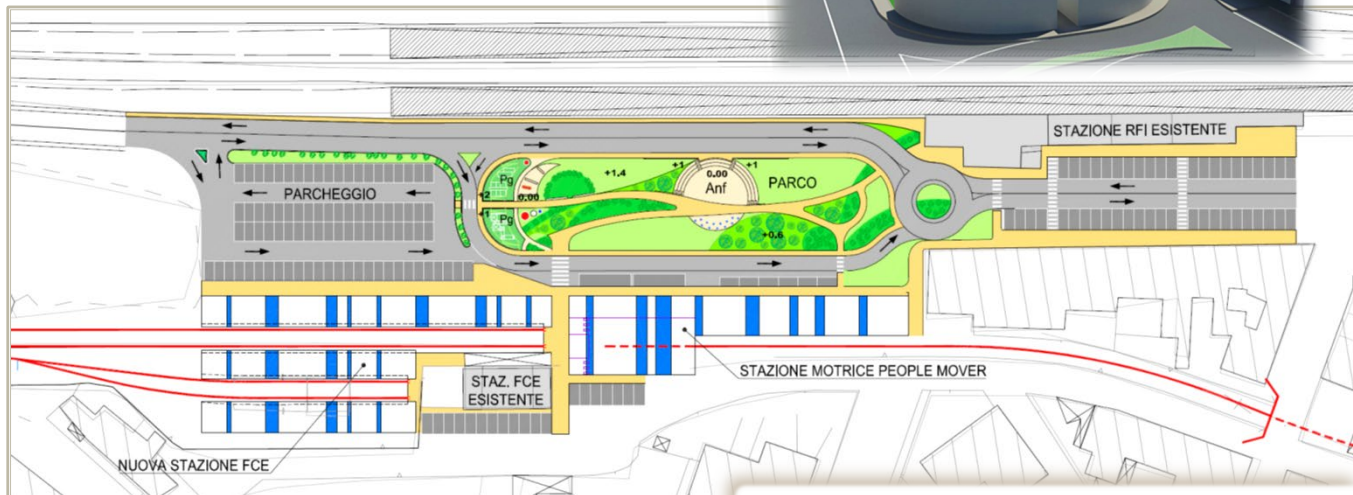 STAZIONE RFI ESISTENTE
PARCHEGGIO
Pg
0.00
+2
+1
Pg
+1.4
+1
0.00
Anf
+1
PARCO
+0.6
STAZIONE MOTRICE PEOPLE MOVER
STAZ. FCE
ESISTENTE
NUOVA STAZIONE FCE